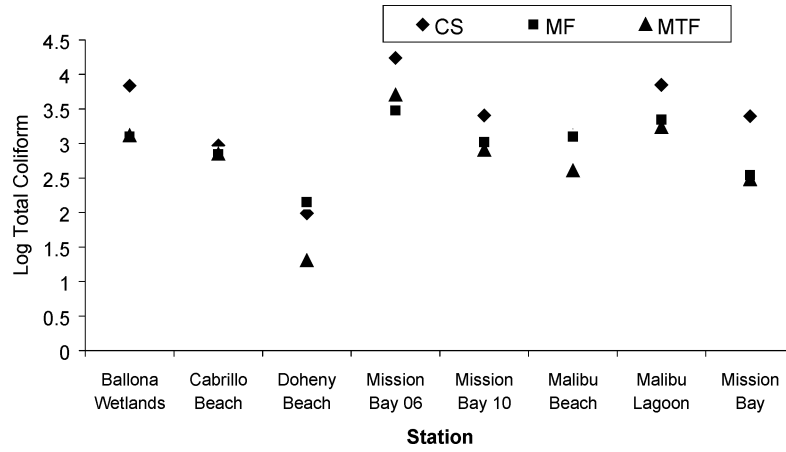 CS MF MTF
4.5
4
3.5
3
2.5
2
1.5
1
0.5
0
Log Total Coliform
Ballona Cabrillo Doheny Mission Mission Malibu Malibu Mission
Wetlands Beach Beach Bay 06 Bay 10 Beach Lagoon Bay
Station